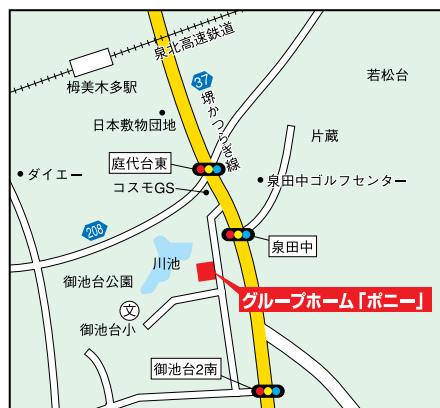 泉北高速鉄道
栂美木多駅
37
堺かつらぎ線
若松台
日本敷物団地
片蔵
庭代台東
ダイエー
コスモGS
泉田中ゴルフセンター
208
泉田中
川池
御池台公園
グループホーム「ポニー」
文
御池台小
御池台2南